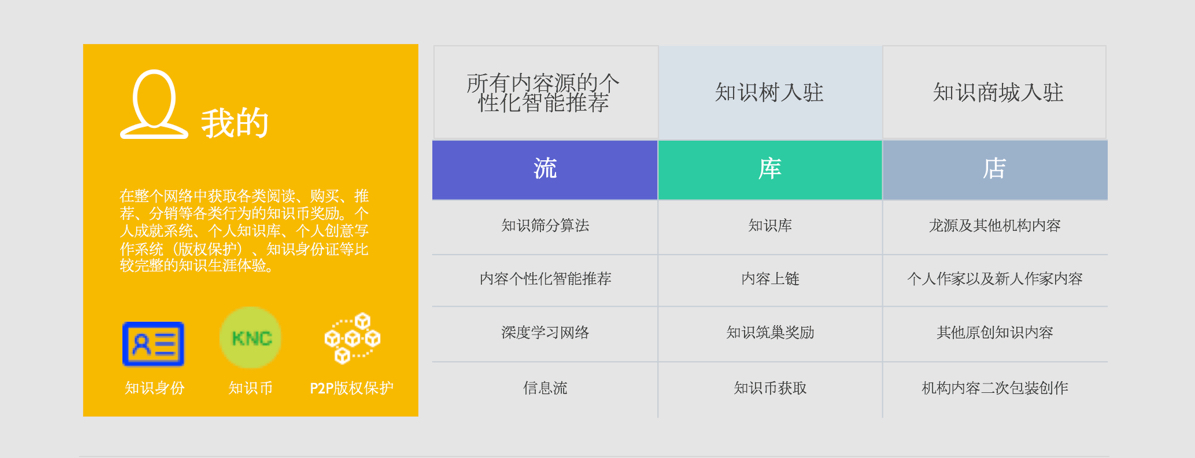 我的
在整个网络中获取各类阅读、购买、推
荐、分销等各类行为的知识币奖励。个
人成就系统、个人知识库、个人创意写
作系统（版权保护）、知识身份证等比
较完整的知识生涯体验。
KNC
知识身份 知识币 P2P版权保护
所有内容源的个
性化智能推荐
知识树入驻
知识商城入驻
流 库 店
知识筛分算法 知识库 龙源及其他机构内容
内容个性化智能推荐 内容上链 个人作家以及新人作家内容
深度学习网络 知识筑巢奖励 其他原创知识内容
信息流 知识币获取 机构内容二次包装创作